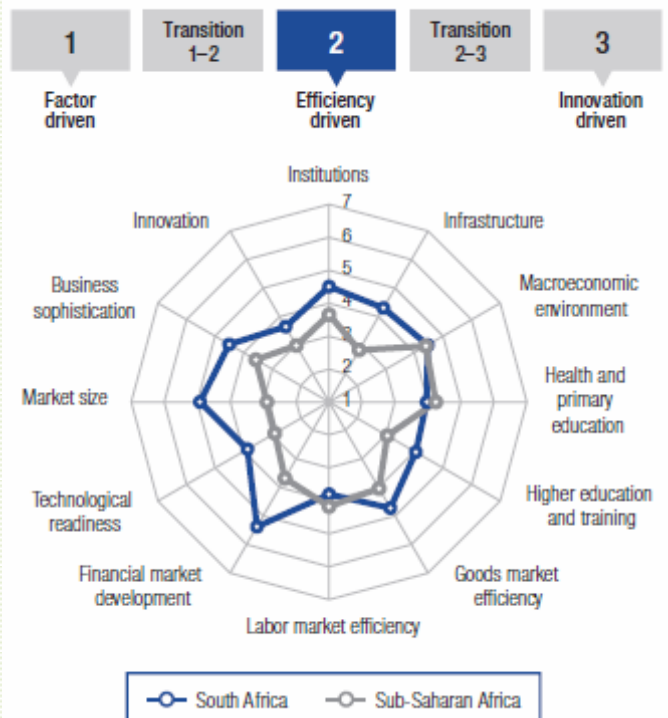 1
Transition
1–2
2
Transition
2–3
3
Factor
driven
Efficiency
driven
Innovation
driven
Institutions
Innovation
Infrastructure
Business
sophistication
Macroeconomic
environment
Market size
Health and
primary
education
Technological
readiness
Higher education
and training
Financial market
development
Goods market
efficiency
Labor market efficiency
7
6
5
4
3
2
1
South Africa
Sub-Saharan Africa